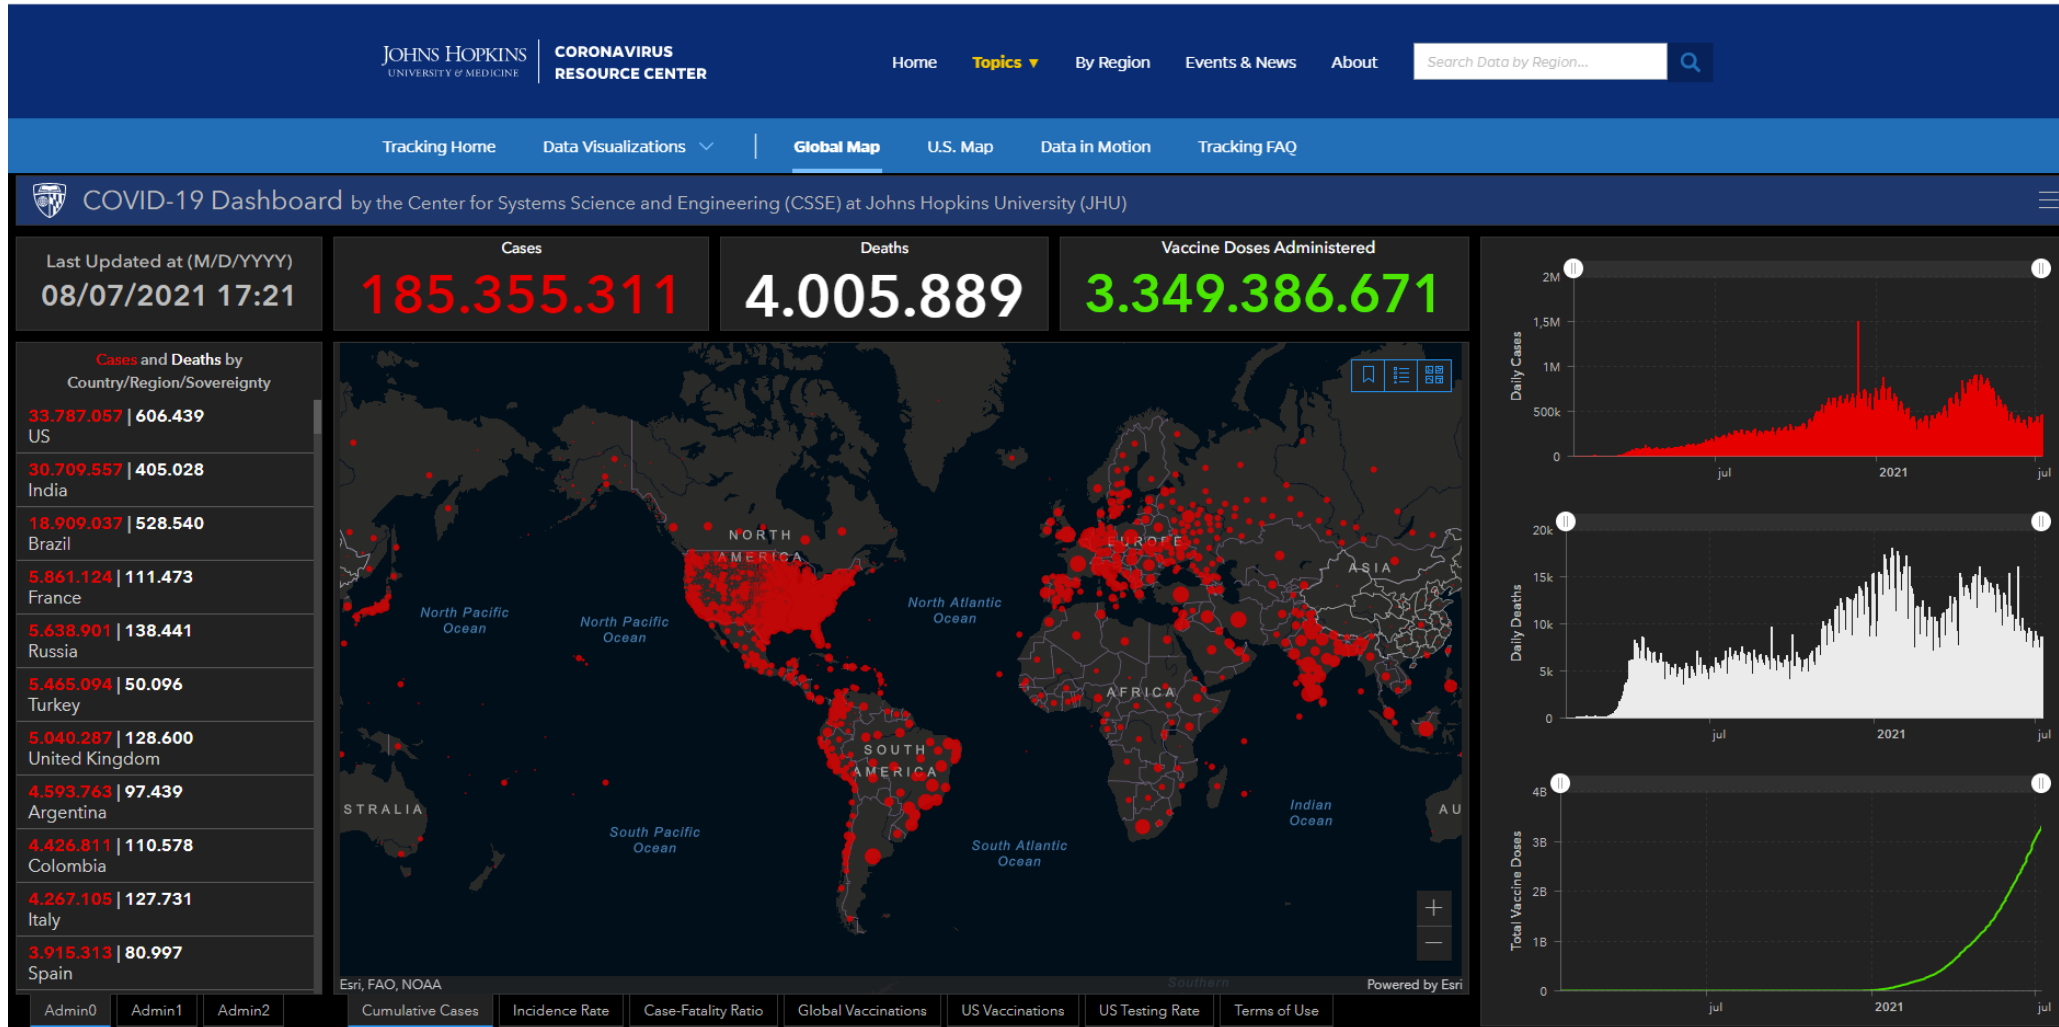 JOHNS HOPKINS
UNIVERSITY & MEDICINE
CORONAVIRUS
RESOURCE CENTER
Home
Topics ▼
By Region
Events & News
About
Search Data by Region...
Tracking Home
Data Visualizations
Global Map
U.S. Map
Data in Motion
Tracking FAQ
COVID-19 Dashboard by the Center for Systems Science and Engineering (CSSE) at Johns Hopkins University (JHU)
Last Updated at (M/D/YYYY)
08/07/2021 17:21
Cases
185.355.311
Deaths
4.005.889
Vaccine Doses Administered
3.349.386.671
Cases and Deaths by
Country/Region/Sovereignty
33.787.057 | 606.439
US
30.709.557 | 405.028
India
18.909.037 | 528.540
Brazil
5.861.124 | 111.473
France
5.638.901 | 138.441
Russia
5.465.094 | 50.096
Turkey
5.040.287 | 128.600
United Kingdom
4.593.763 | 97.439
Argentina
4.426.811 | 110.578
Colombia
4.267.105 | 127.731
Italy
3.915.313 | 80.997
Spain
Admin0
Admin1
Admin2
NORTH
AMERICA
EUROPE
ASIA
North Pacific
Ocean
North Pacific
Ocean
North Atlantic
Ocean
AFRICA
SOUTH
AMERICA
STRALIA
Indian
Ocean
AU
South Pacific
Ocean
South Atlantic
Ocean
Southern
+
−
Esri, FAO, NOAA
Powered by Esri
Cumulative Cases
Incidence Rate
Case-Fatality Ratio
Global Vaccinations
US Vaccinations
US Testing Rate
Terms of Use
Daily Cases
2M
1,5M
1M
500k
0
jul
2021
jul
Daily Deaths
20k
15k
10k
5k
0
jul
2021
jul
Total Vaccine Doses
4B
3B
2B
1B
0
jul
2021
jul